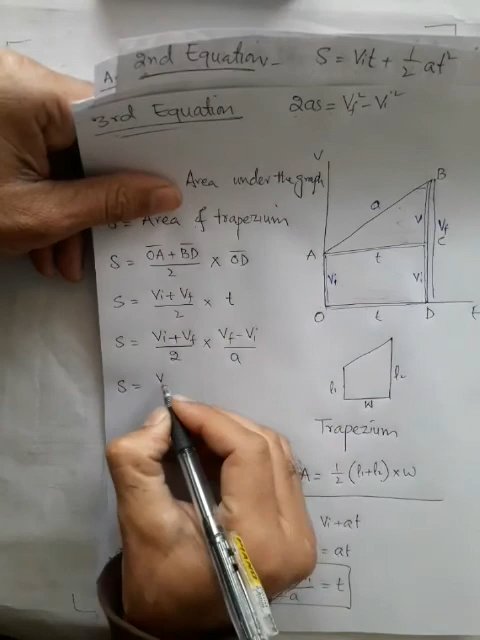 A.
2nd Equation- S = Vit + 1/2 at²
3rd Equation 2as = Vf² - Vi²
Area under the graph
= Area of trapezium
S = (OA + BD)/2 × OD
S = (Vi + Vf)/2 × t
S = (Vi + Vf)/2 × (Vf - Vi)/a
S = V
V
B
a
V
Vf
C
A
t
Vi
Vi
O
t
D
t
l1
l2
W
Trapezium
A = 1/2 (l1+l2) × W
Vi + at
= at
a = t